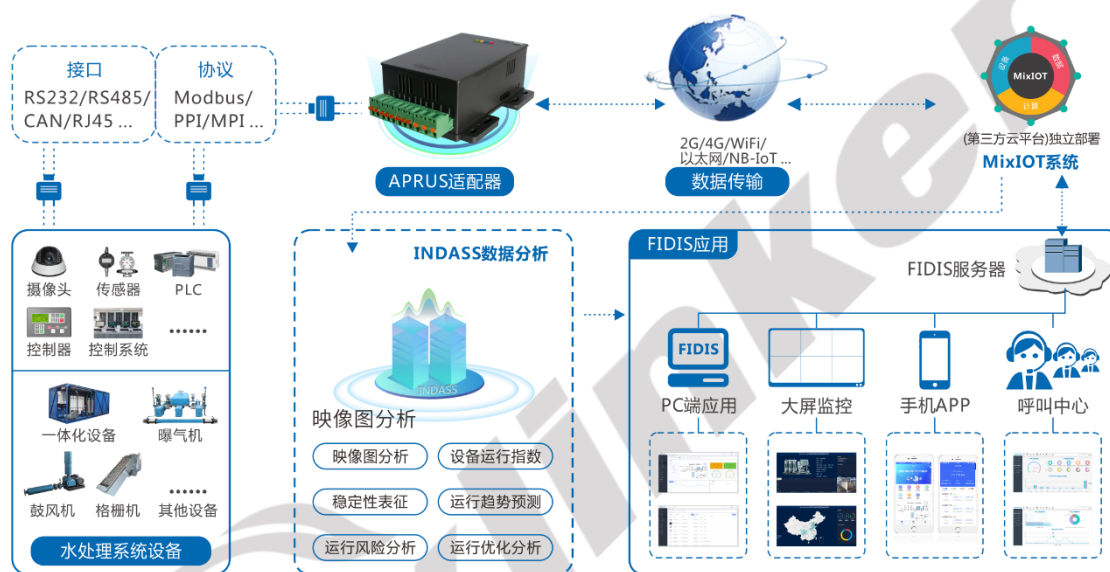 接口
RS232/RS485/
CAN/RJ45 ...
协议
Modbus/
PPI/MPI ...
APRUS适配器
2G/4G/WiFi/
以太网/NB-IoT ...
数据传输
设备
数据
MixIOT
计算
(第三方云平台)独立部署
MixIOT系统
摄像头
传感器
PLC
控制器
控制系统
......
一体化设备
曝气机
鼓风机
格栅机
......
其他设备
水处理系统设备
INDASS数据分析
INDASS
映像图分析
映像图分析
设备运行指数
稳定性表征
运行趋势预测
运行风险分析
运行优化分析
FIDIS应用
FIDIS服务器
FIDIS
PC端应用
大屏监控
手机APP
呼叫中心